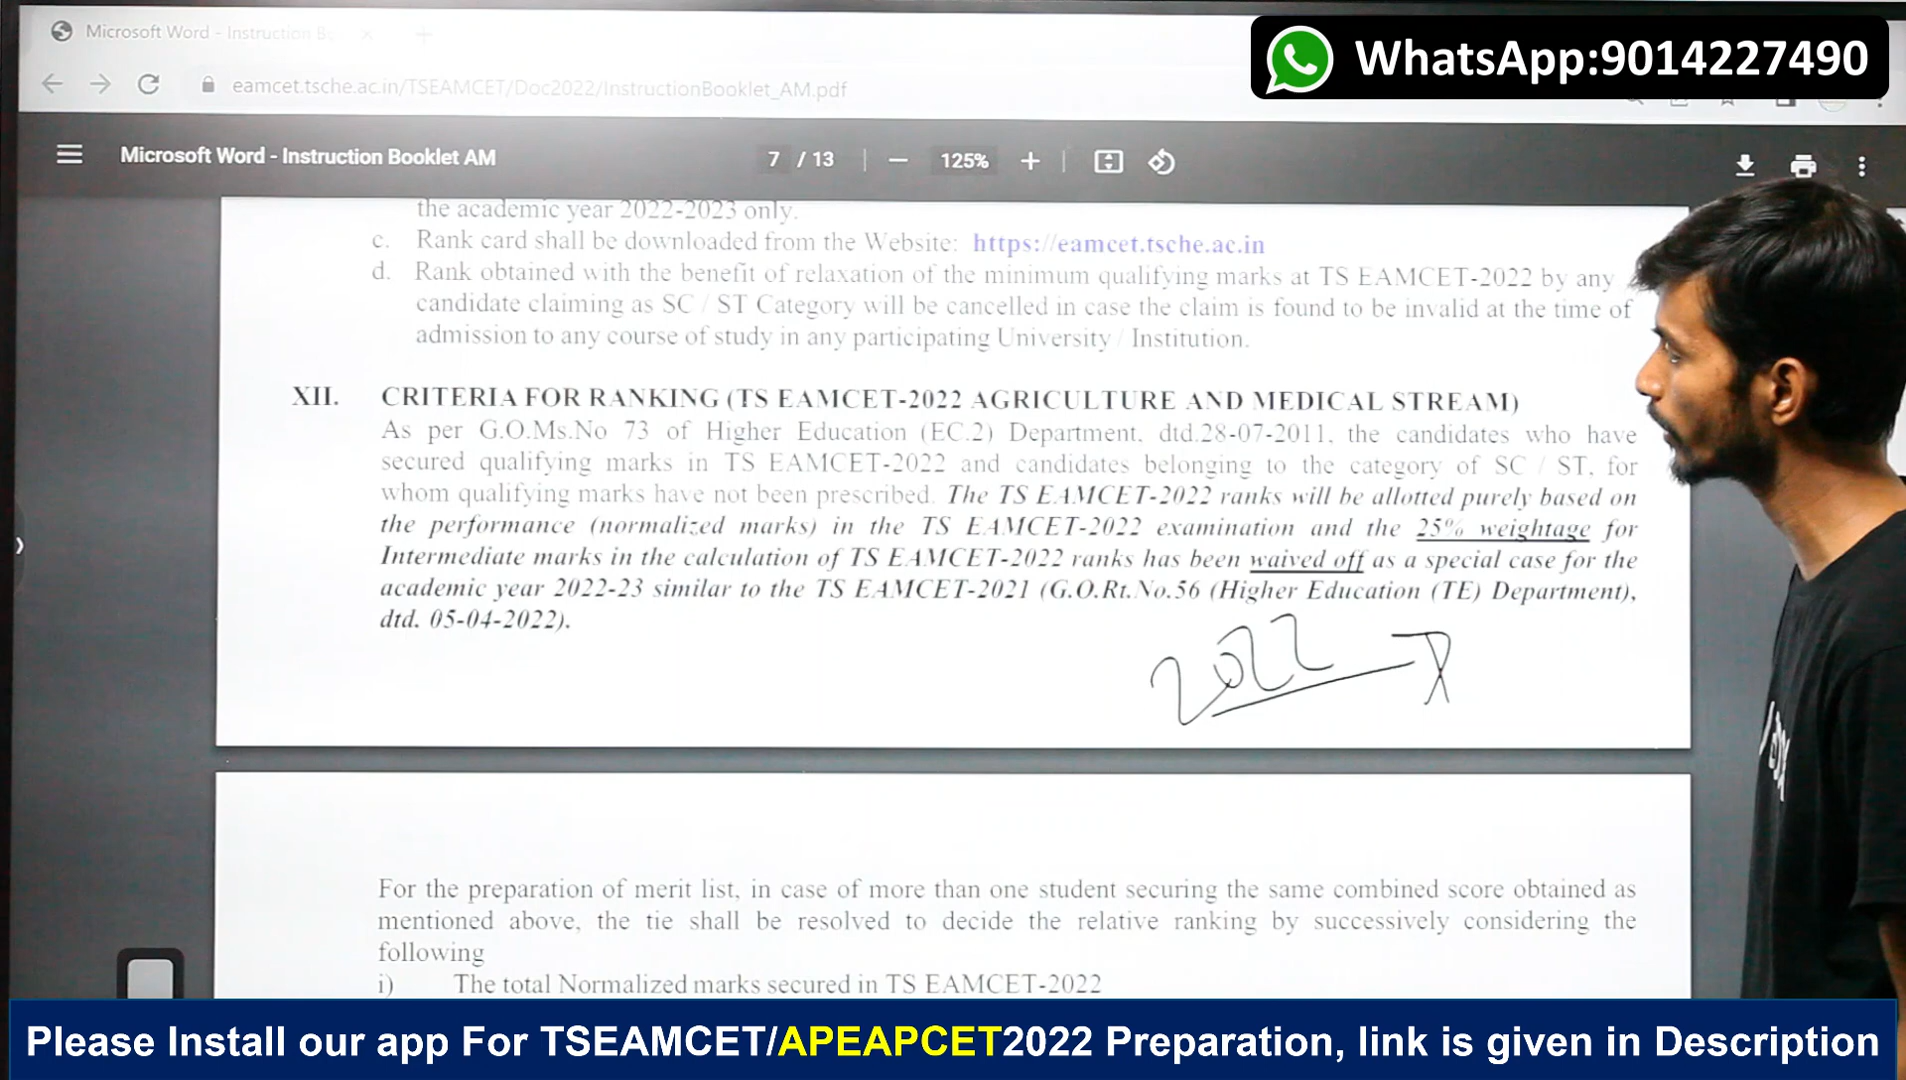 Microsoft Word - Instruction B
WhatsApp:9014227490
eamcet.tsche.ac.in/TSEAMCET/Doc2022/InstructionBooklet_AM.pdf
Microsoft Word - Instruction Booklet AM
7 / 13
125%
the academic year 2022-2023 only.
c. Rank card shall be downloaded from the Website: https://eamcet.tsche.ac.in
d. Rank obtained with the benefit of relaxation of the minimum qualifying marks at TS EAMCET-2022 by any
candidate claiming as SC / ST Category will be cancelled in case the claim is found to be invalid at the time of
admission to any course of study in any participating University / Institution.
XII. CRITERIA FOR RANKING (TS EAMCET-2022 AGRICULTURE AND MEDICAL STREAM)
As per G.O.Ms.No 73 of Higher Education (EC.2) Department, dtd.28-07-2011, the candidates who have
secured qualifying marks in TS EAMCET-2022 and candidates belonging to the category of SC / ST, for
whom qualifying marks have not been prescribed. The TS EAMCET-2022 ranks will be allotted purely based on
the performance (normalized marks) in the TS EAMCET-2022 examination and the 25% weightage for
Intermediate marks in the calculation of TS EAMCET-2022 ranks has been waived off as a special case for the
academic year 2022-23 similar to the TS EAMCET-2021 (G.O.Rt.No.56 (Higher Education (TE) Department),
dtd. 05-04-2022).
2022
For the preparation of merit list, in case of more than one student securing the same combined score obtained as
mentioned above, the tie shall be resolved to decide the relative ranking by successively considering the
following
i) The total Normalized marks secured in TS EAMCET-2022
Please Install our app For TSEAMCET/APEAPCET2022 Preparation, link is given in Description